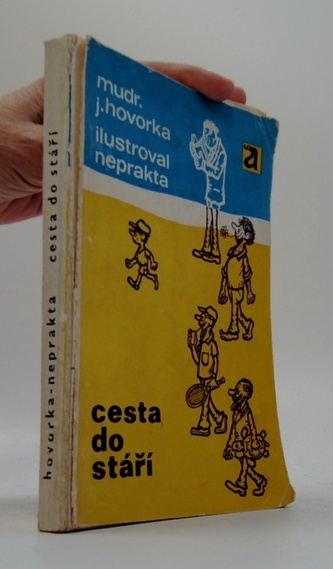 mudr.
j.hovorka
ilustroval
neprakta
cesta
do
stáří
hovorka-neprakta cesta do stáří